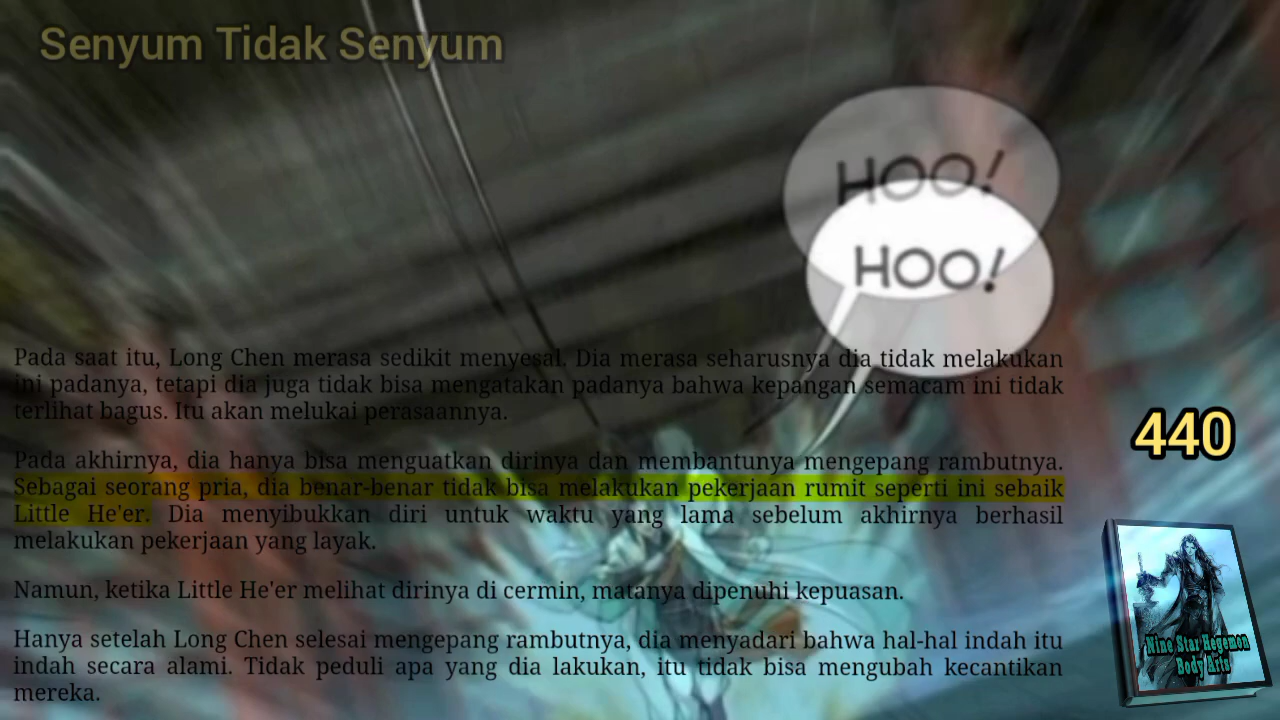 Senyum Tidak Senyum
HOO!
HOO!
Pada saat itu, Long Chen merasa sedikit menyesal. Dia merasa seharusnya dia tidak melakukan
ini padanya, tetapi dia juga tidak bisa mengatakan padanya bahwa kepangan semacam ini tidak
terlihat bagus. Itu akan melukai perasaannya.
Pada akhirnya, dia hanya bisa menguatkan dirinya dan membantunya mengepang rambutnya.
Sebagai seorang pria, dia benar-benar tidak bisa melakukan pekerjaan rumit seperti ini sebaik
Little He'er. Dia menyibukkan diri untuk waktu yang lama sebelum akhirnya berhasil
melakukan pekerjaan yang layak.
Namun, ketika Little He'er melihat dirinya di cermin, matanya dipenuhi kepuasan.
Hanya setelah Long Chen selesai mengepang rambutnya, dia menyadari bahwa hal-hal indah itu
indah secara alami. Tidak peduli apa yang dia lakukan, itu tidak bisa mengubah kecantikan
mereka.
440
Nine Star Hegemon
Body Arts